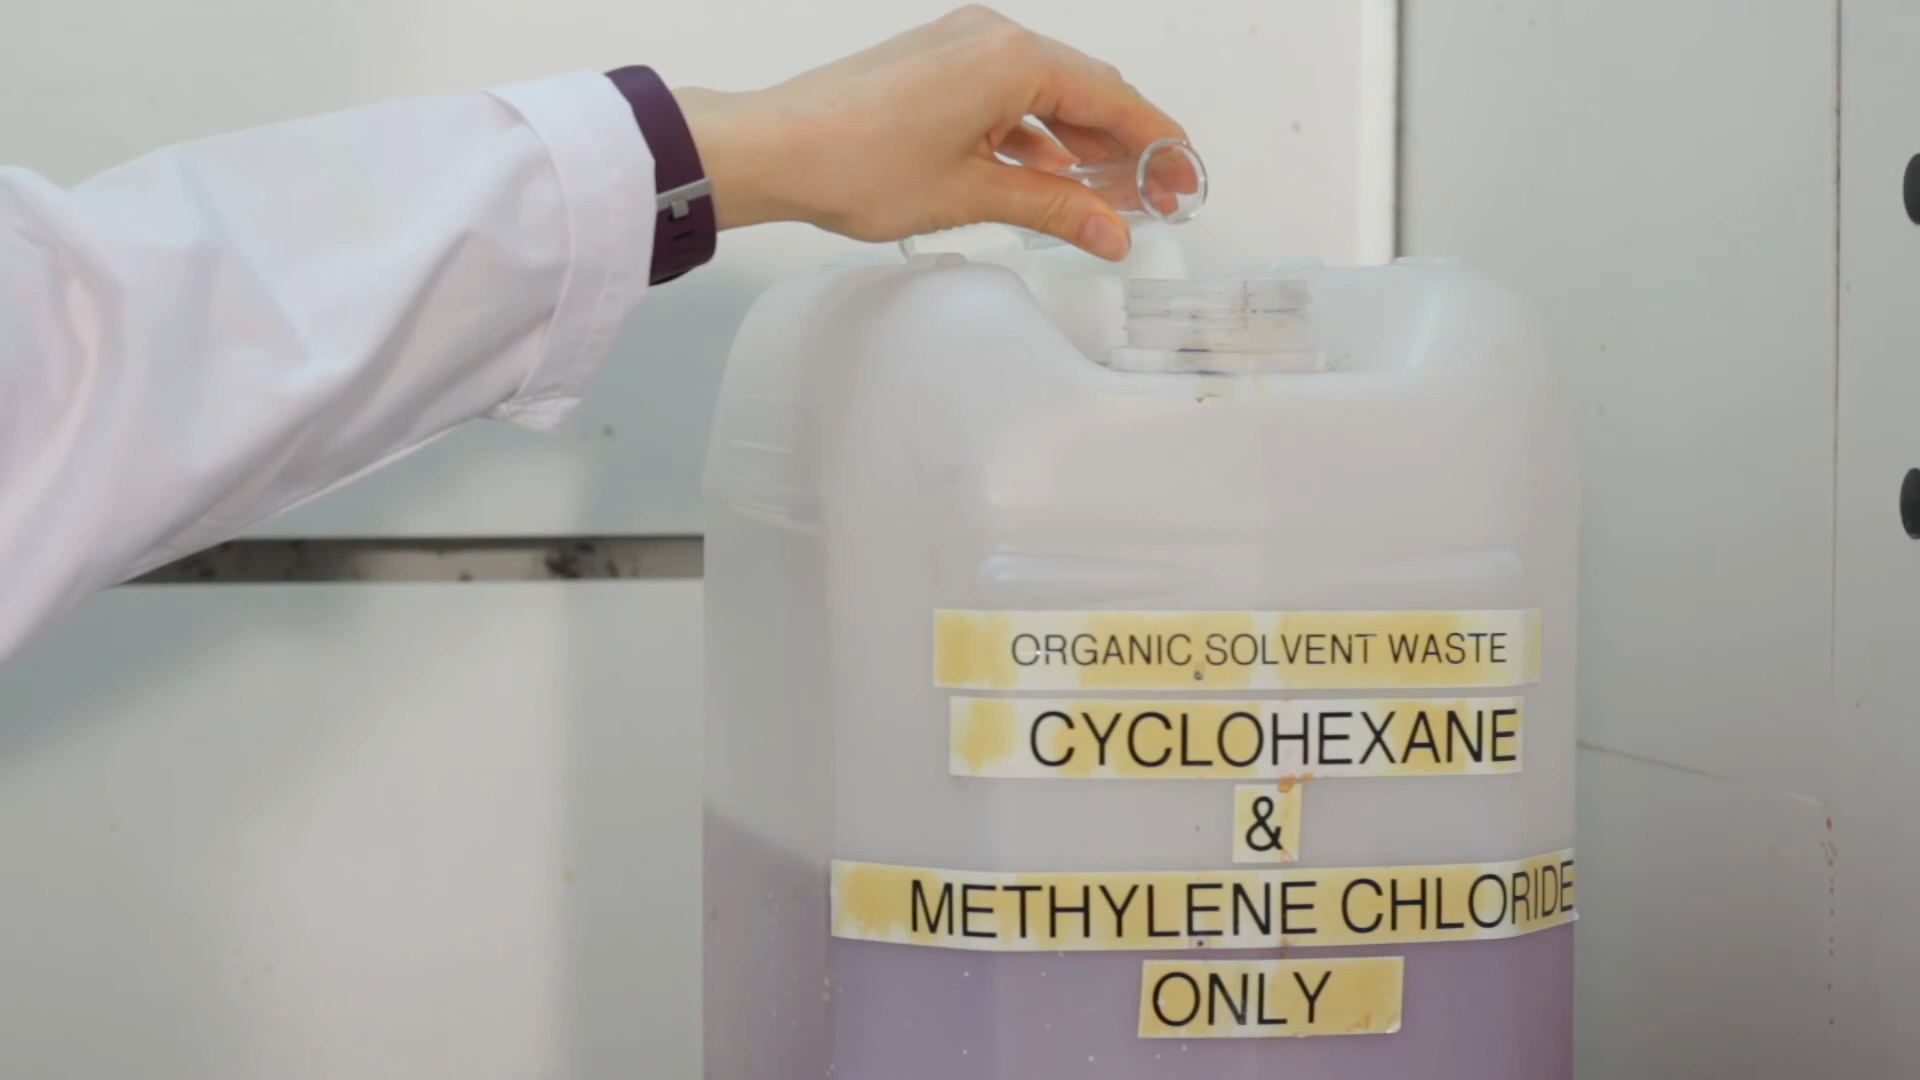 ORGANIC SOLVENT WASTE
CYCLOHEXANE
&
METHYLENE CHLORIDE
ONLY